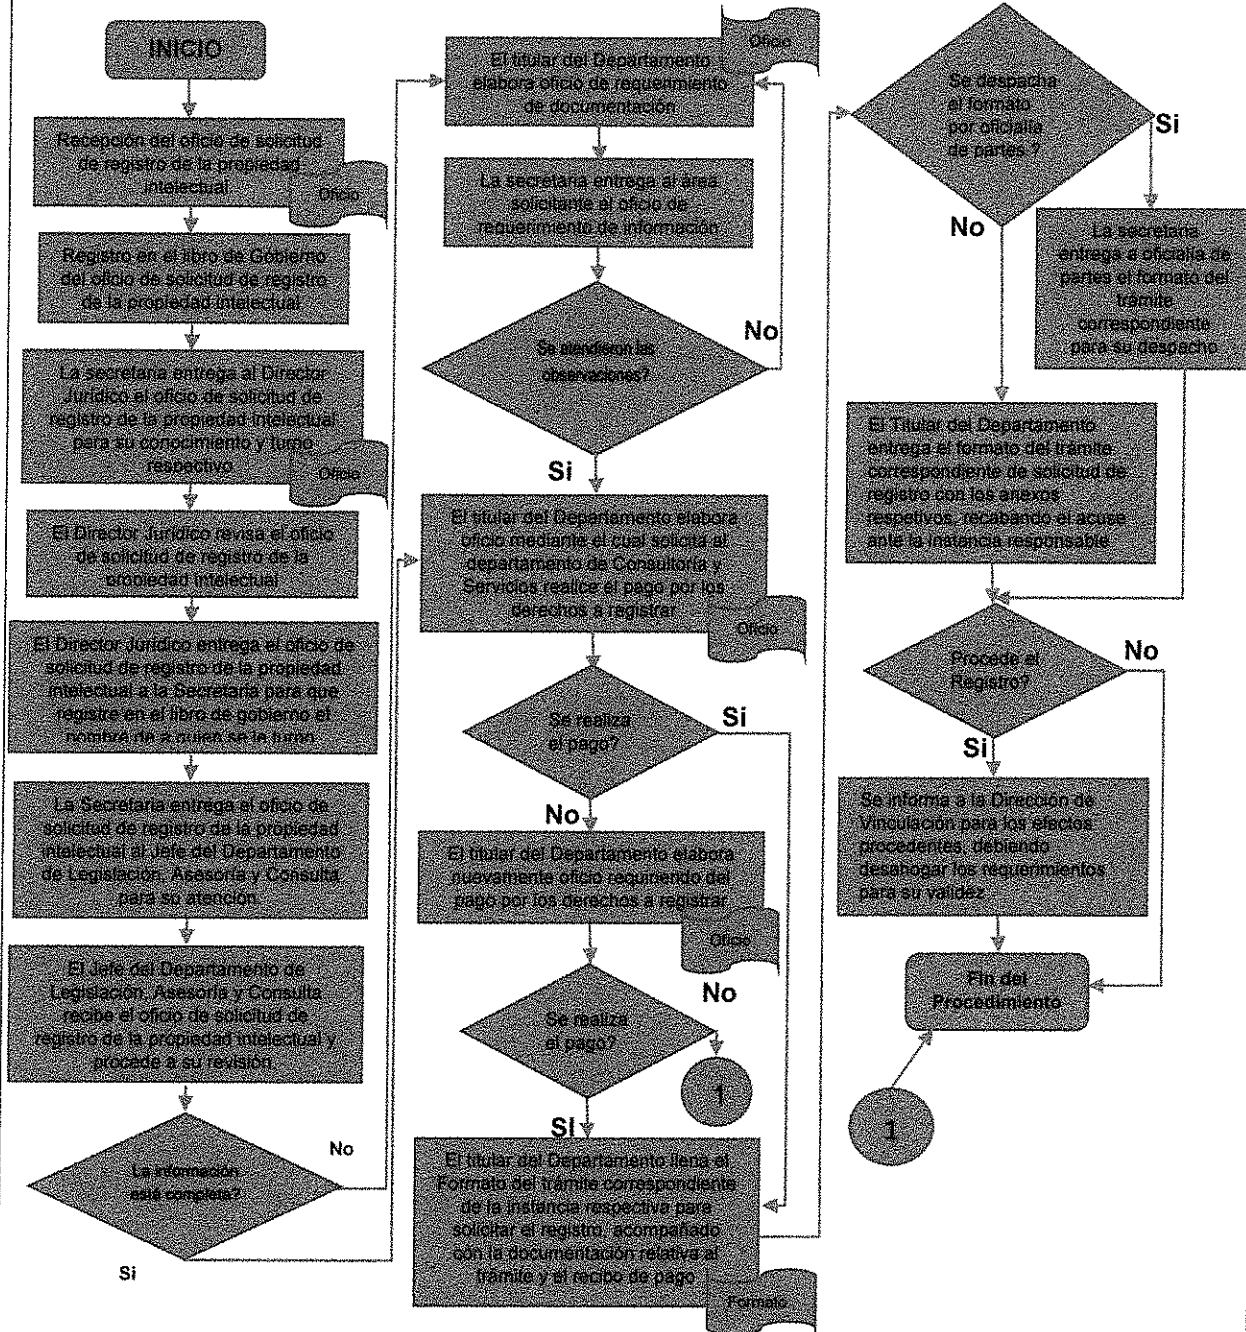 INICIO
Recepción del oficio de solicitud
de registro de la propiedad
intelectual
Oficio
Registro en el libro de Gobierno
del oficio de solicitud de registro
de la propiedad intelectual
La secretaria entrega al Director
Jurídico el oficio de solicitud de
registro de la propiedad intelectual
para su conocimiento y turno
respectivo
Oficio
El Director Jurídico revisa el oficio
de solicitud de registro de la
propiedad intelectual
El Director Jurídico entrega el oficio de
solicitud de registro de la propiedad
intelectual a la Secretaria para que
registre en el libro de gobierno el
nombre de a quien se le turno
La Secretaria entrega el oficio de
solicitud de registro de la propiedad
intelectual al Jefe del Departamento
de Legislación, Asesoría y Consulta
para su atención.
El Jefe del Departamento de
Legislación, Asesoría y Consulta
recibe el oficio de solicitud de
registro de la propiedad intelectual y
procede a su revisión
La información
está completa?
No
Si
Oficio
El titular del Departamento
elabora oficio de requerimiento
de documentación
La secretaria entrega al área
solicitante el oficio de
requerimiento de información
Se atendieron las
observaciones?
No
Si
El titular del Departamento elabora
oficio mediante el cual solicita al
departamento de Consultoría y
Servicios realice el pago por los
derechos a registrar
Oficio
Se realiza
el pago?
Si
No
El titular del Departamento elabora
nuevamente oficio requiriendo del
pago por los derechos a registrar
Oficio
Se realiza
el pago?
No
1
SI
El titular del Departamento llena el
Formato del trámite correspondiente
de la instancia respectiva para
solicitar el registro, acompañado
con la documentación relativa al
trámite y el recibo de pago
Formato
Se despacha
el formato
por oficialía
de partes ?
Si
No
La secretaria
entrega a oficialía de
partes el formato del
trámite
correspondiente
para su despacho
El Titular del Departamento
entrega el formato del trámite
correspondiente de solicitud de
registro con los anexos
respetivos, recabando el acuse
ante la instancia responsable
Procede el
Registro?
No
Si
Se informa a la Dirección de
Vinculación para los efectos
procedentes, debiendo
desahogar los requerimientos
para su validez
Fin del
Procedimiento
1